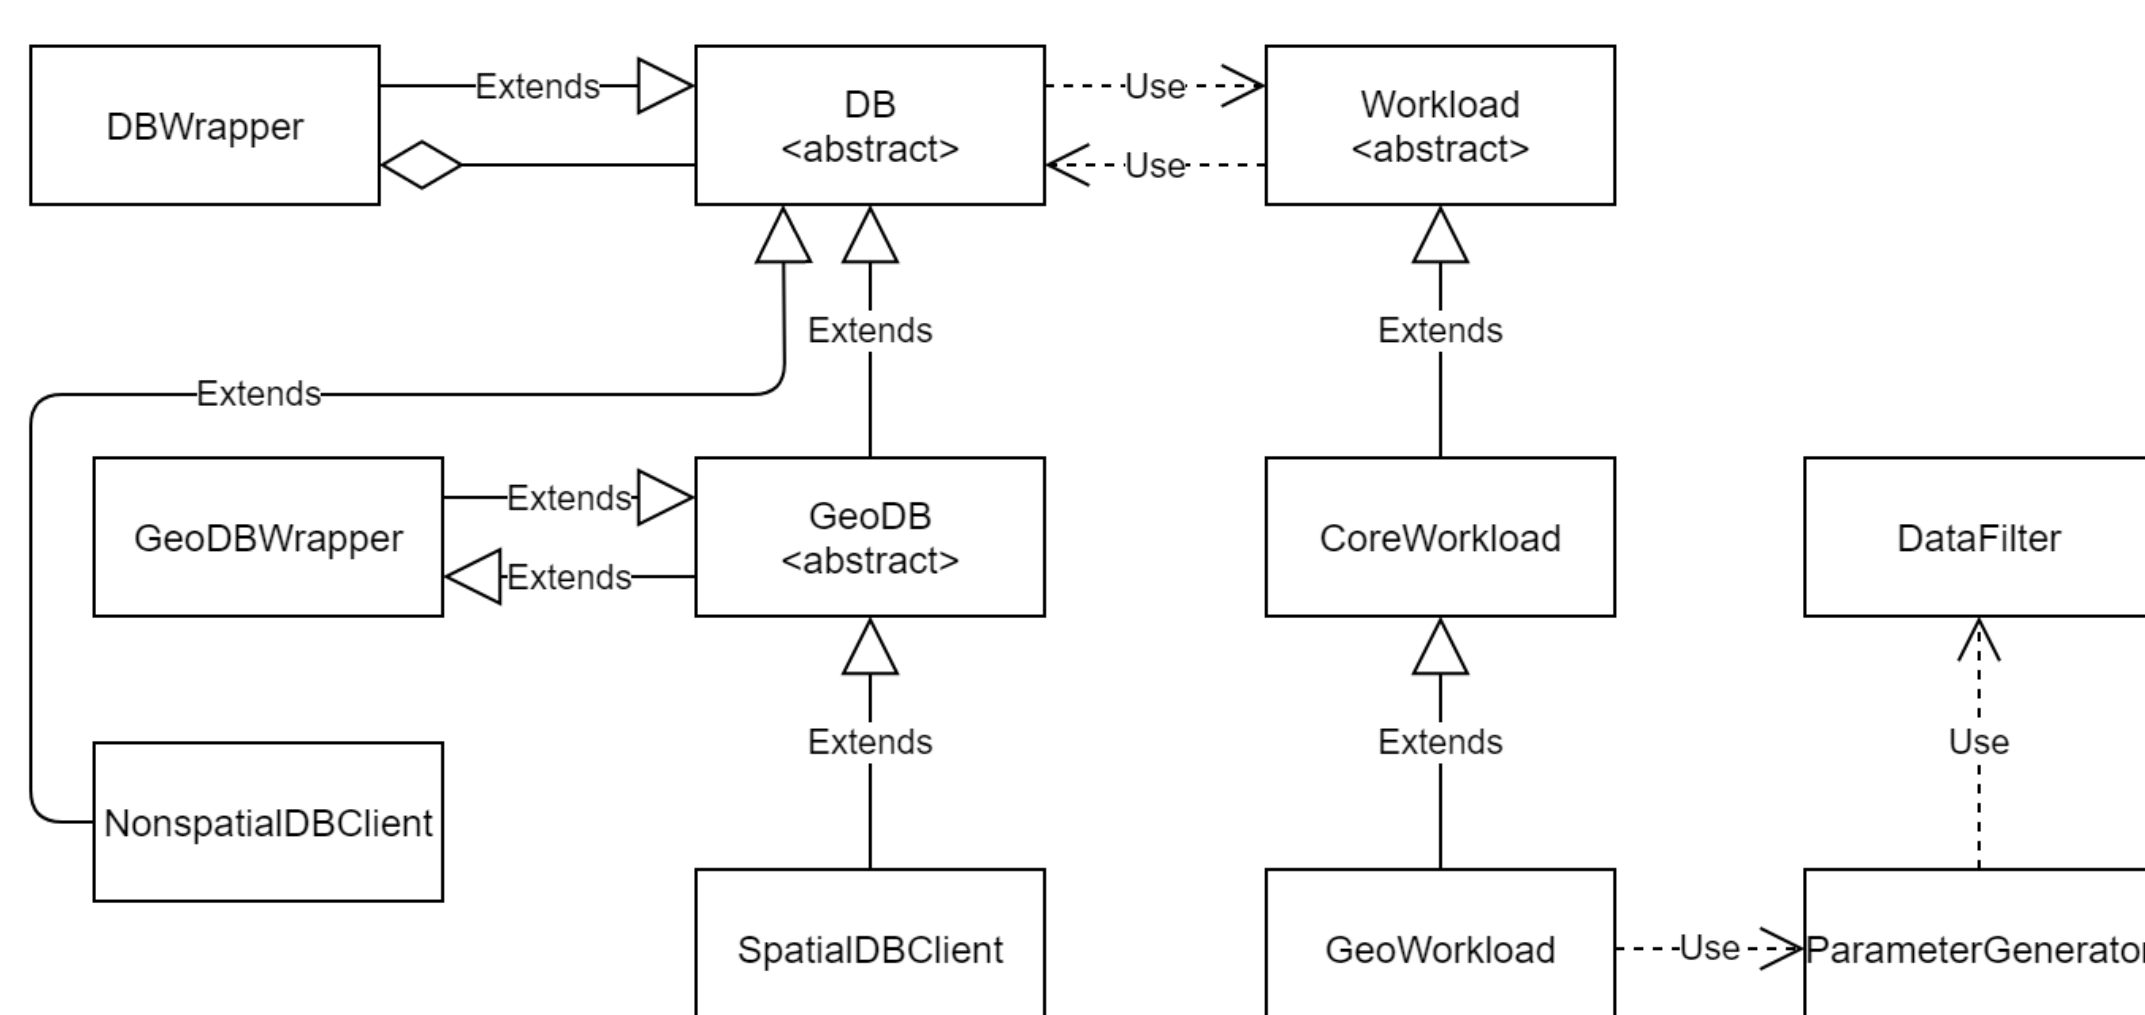 DBWrapper
Extends
DB
<abstract>
Use
Use
Workload
<abstract>
Extends
Extends
Extends
GeoDBWrapper
Extends
Extends
GeoDB
<abstract>
CoreWorkload
DataFilter
Extends
Extends
Use
NonspatialDBClient
SpatialDBClient
GeoWorkload
Use
ParameterGenerator